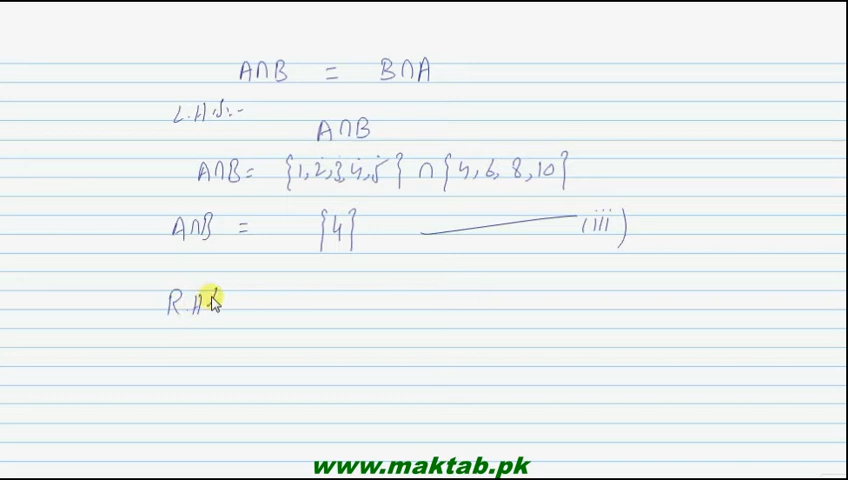 A∩B = B∩A
L.H.S:-
A∩B
A∩B = {1,2,3,4,5} ∩ {4,6,8,10}
A∩B = {4} (iii)
R.H.S
www.maktab.pk